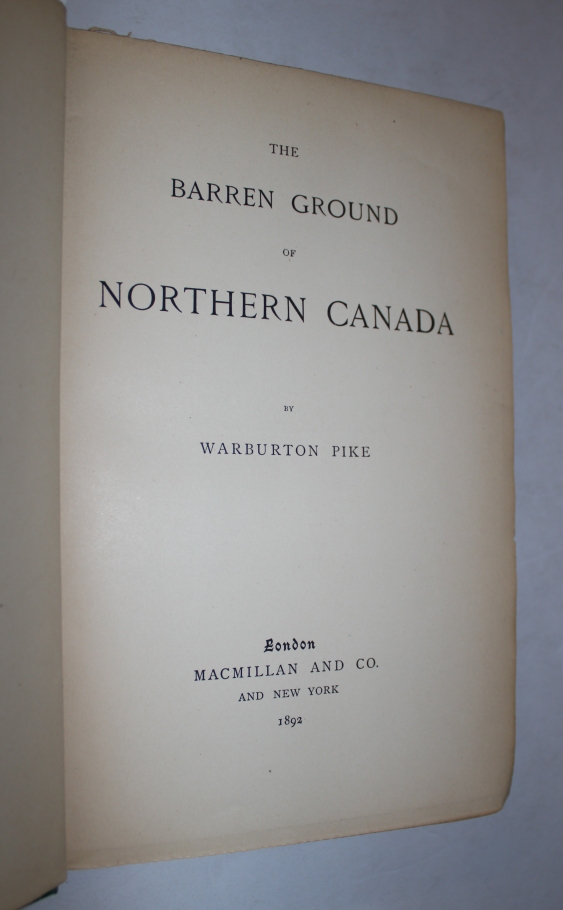 THE
BARREN GROUND
OF
NORTHERN CANADA
BY
WARBURTON PIKE
London
MACMILLAN AND CO.
AND NEW YORK
1892